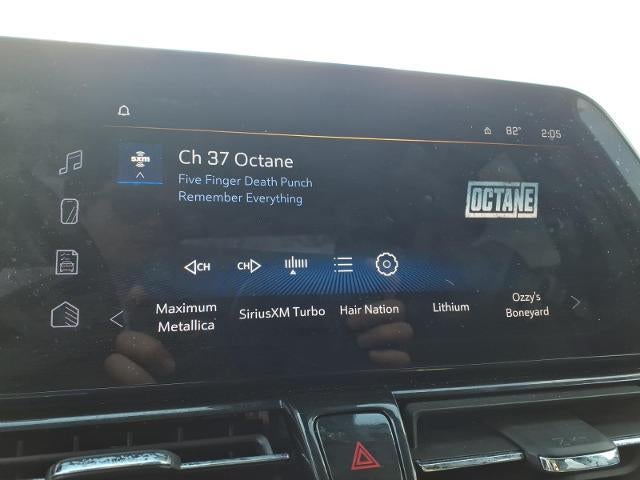 82° 2:05
sxm
Ch 37 Octane
Five Finger Death Punch
Remember Everything
OCTANE
CH CH
Maximum
Metallica
SiriusXM Turbo
Hair Nation
Lithium
Ozzy's
Boneyard